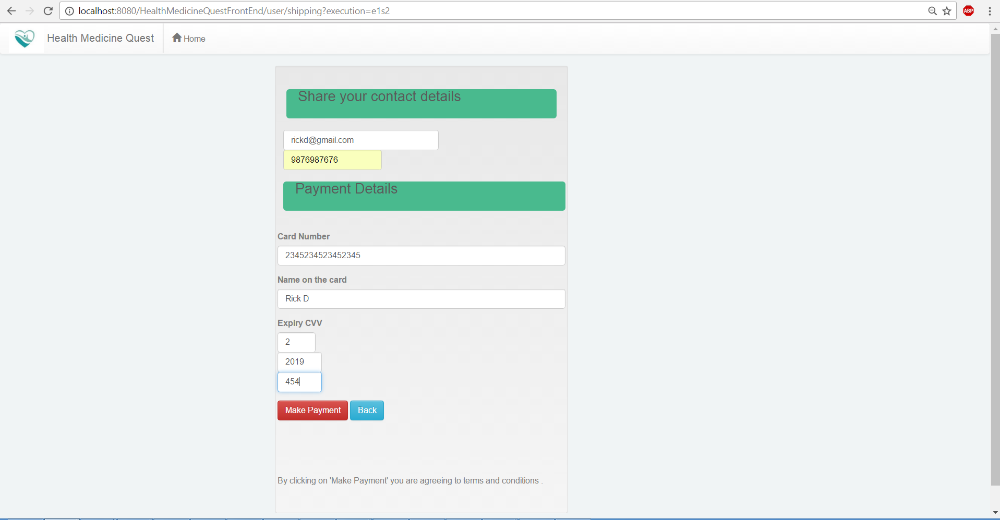 localhost:8080/HealthMedicineQuestFrontEnd/user/shipping?execution=e1s2
ABP
Health Medicine Quest
Home
Share your contact details
rickd@gmail.com
9876987676
Payment Details
Card Number
2345234523452345
Name on the card
Rick D
Expiry CVV
2
2019
454
Make Payment Back
By clicking on 'Make Payment' you are agreeing to terms and conditions .